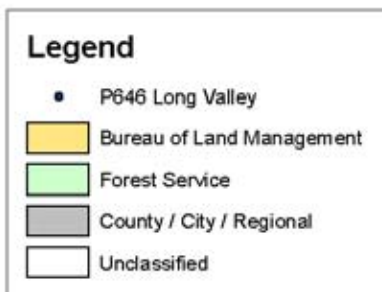 Legend
P646 Long Valley
Bureau of Land Management
Forest Service
County / City / Regional
Unclassified